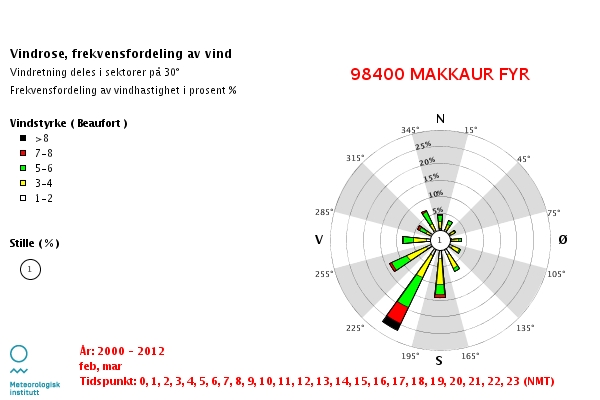 Vindrose, frekvensfordeling av vind
Vindretning deles i sektorer på 30°
Frekvensfordeling av vindhastighet i prosent %
98400 MAKKAUR FYR
Vindstyrke ( Beaufort )
>8
7-8
5-6
3-4
1-2
Stille ( % )
1
N
15°
45°
75°
Ø
105°
135°
165°
S
195°
225°
255°
V
285°
315°
345°
25%
20%
15%
10%
5%
1
År: 2000 - 2012
feb, mar
Tidspunkt: 0, 1, 2, 3, 4, 5, 6, 7, 8, 9, 10, 11, 12, 13, 14, 15, 16, 17, 18, 19, 20, 21, 22, 23 (NMT)
Meteorologisk
institutt